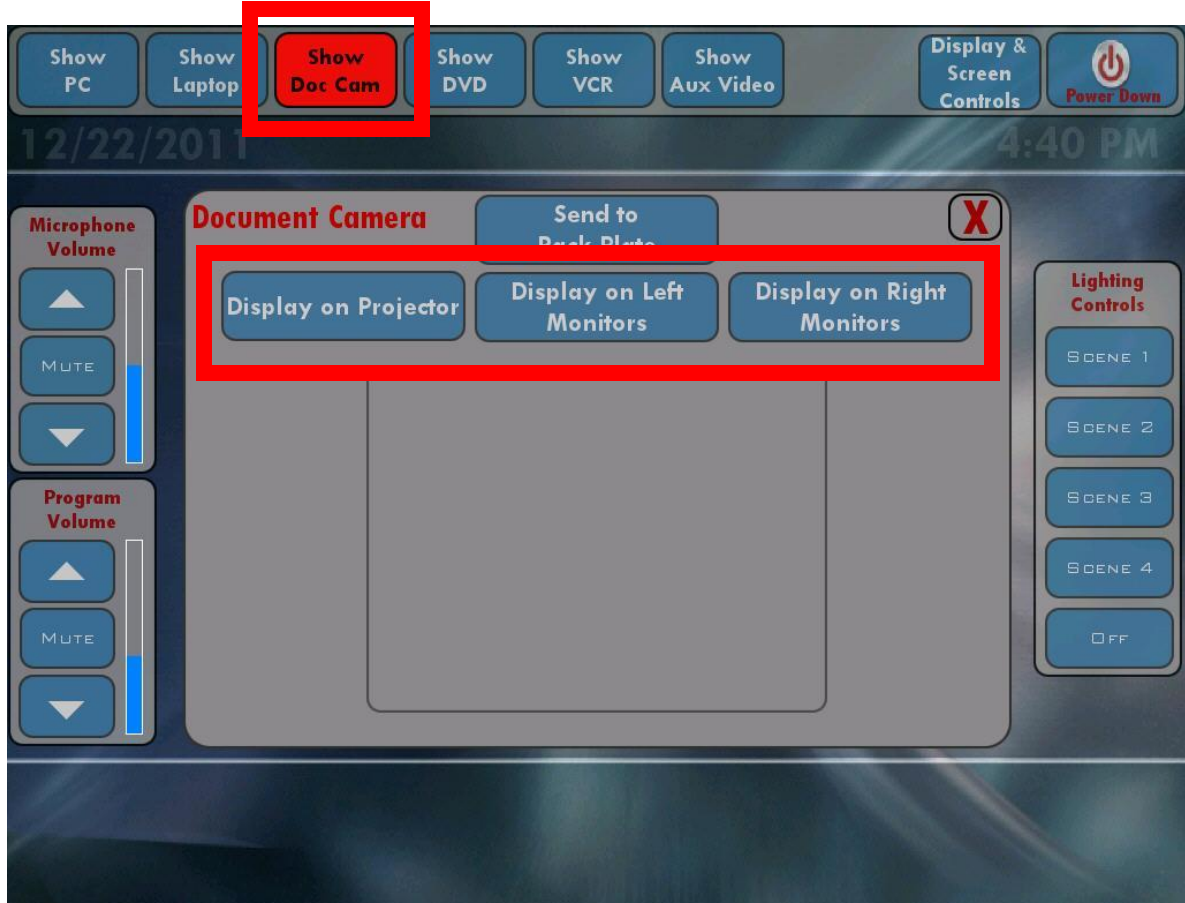 Show
PC
Show
Laptop
Show
Doc Cam
Show
DVD
Show
VCR
Show
Aux Video
Display &
Screen
Controls
Power Down
12/22/2011
4:40 PM
Microphone
Volume
MUTE
Program
Volume
MUTE
Document Camera
Send to
X
Display on Projector
Display on Left
Monitors
Display on Right
Monitors
Lighting
Controls
SCENE 1
SCENE 2
SCENE 3
SCENE 4
OFF